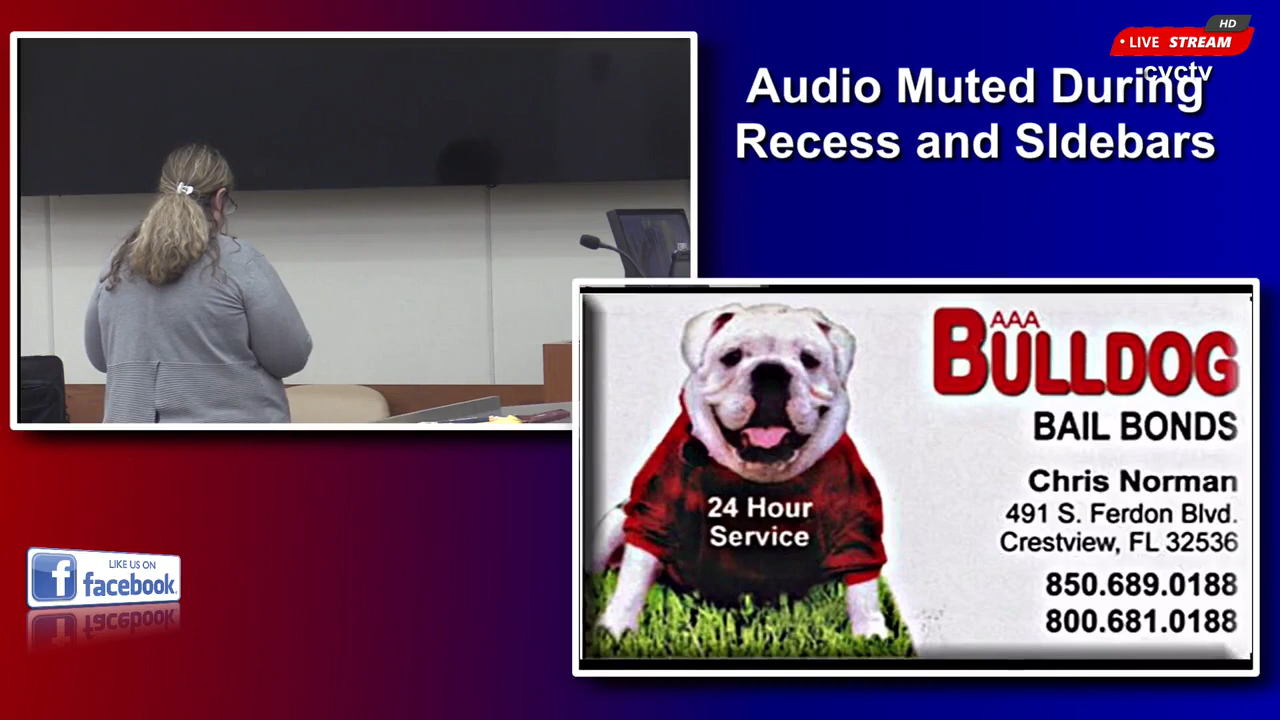 HD
• LIVE STREAM
cyctv
Audio Muted During
Recess and SIdebars
AAA
BULLDOG
BAIL BONDS
Chris Norman
491 S. Ferdon Blvd.
Crestview, FL 32536
850.689.0188
800.681.0188
24 Hour
Service
LIKE US ON
facebook